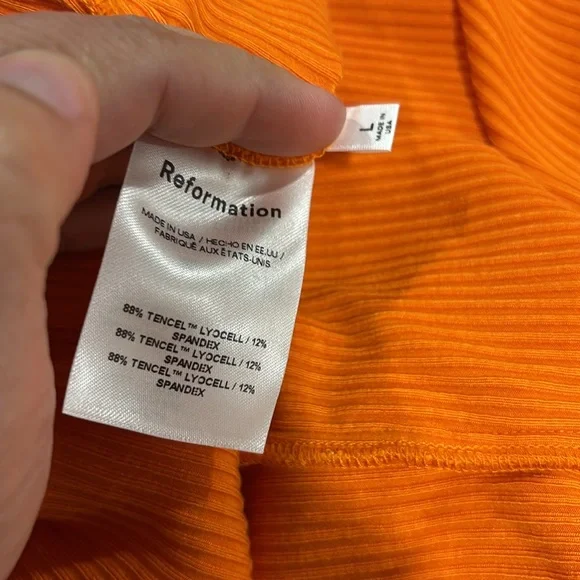 Reformation
MADE IN USA / HECHO EN EE.UU /
FABRIQUÉ AUX ÉTATS-UNIS
88% TENCEL™ LYOCELL / 12%
SPANDEX
88% TENCEL™ LYOCELL / 12%
SPANDEX
88% TENCEL™ LYOCELL / 12%
SPANDEX
L
MADE IN
USA